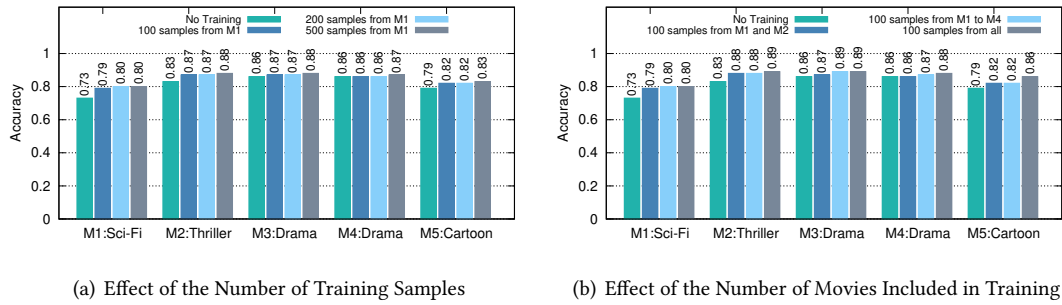 No Training
100 samples from M1
200 samples from M1
500 samples from M1
Accuracy
1
0.8
0.6
0.4
0.2
0
0.73
0.79
0.80
0.80
0.83
0.87
0.87
0.88
0.86
0.87
0.87
0.88
0.86
0.86
0.86
0.87
0.79
0.82
0.82
0.83
M1:Sci-Fi
M2:Thriller
M3:Drama
M4:Drama
M5:Cartoon
(a) Effect of the Number of Training Samples
No Training
100 samples from M1 and M2
100 samples from M1 to M4
100 samples from all
Accuracy
1
0.8
0.6
0.4
0.2
0
0.73
0.79
0.80
0.80
0.83
0.88
0.88
0.89
0.86
0.87
0.89
0.89
0.86
0.86
0.87
0.88
0.79
0.82
0.82
0.86
M1:Sci-Fi
M2:Thriller
M3:Drama
M4:Drama
M5:Cartoon
(b) Effect of the Number of Movies Included in Training